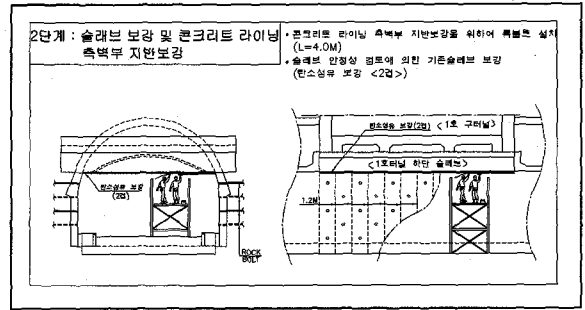 2단계 : 슬래브 보강 및 콘크리트 라이닝
측벽부 지반보강
• 콘크리트 라이닝 측벽부 지반보강을 위하여 록볼트 설치
(L=4.0M)
• 슬래브 안정성 검토에 의한 기존슬래브 보강
(탄소섬유 보강 <2겹>)
탄소섬유 보강
(2겹)
ROCK
BOLT
탄소섬유 보강(2겹)
<1호 구터널>
<1호터널 하단 슬래브>
1.2M